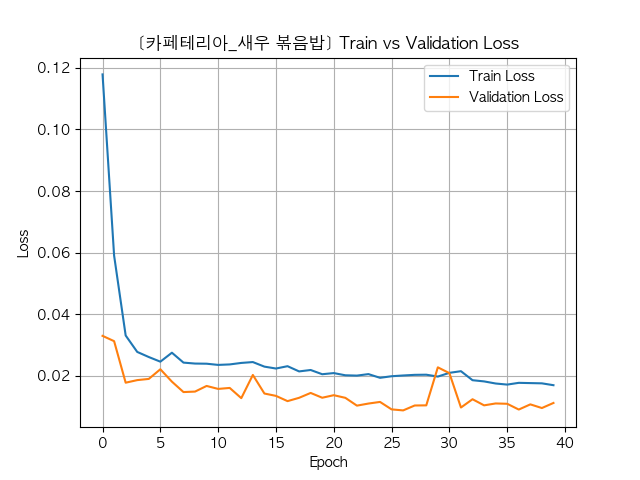 [카페테리아_새우 볶음밥] Train vs Validation Loss
Train Loss
Validation Loss
0.12
0.10
0.08
0.06
0.04
0.02
Loss
0 5 10 15 20 25 30 35 40
Epoch